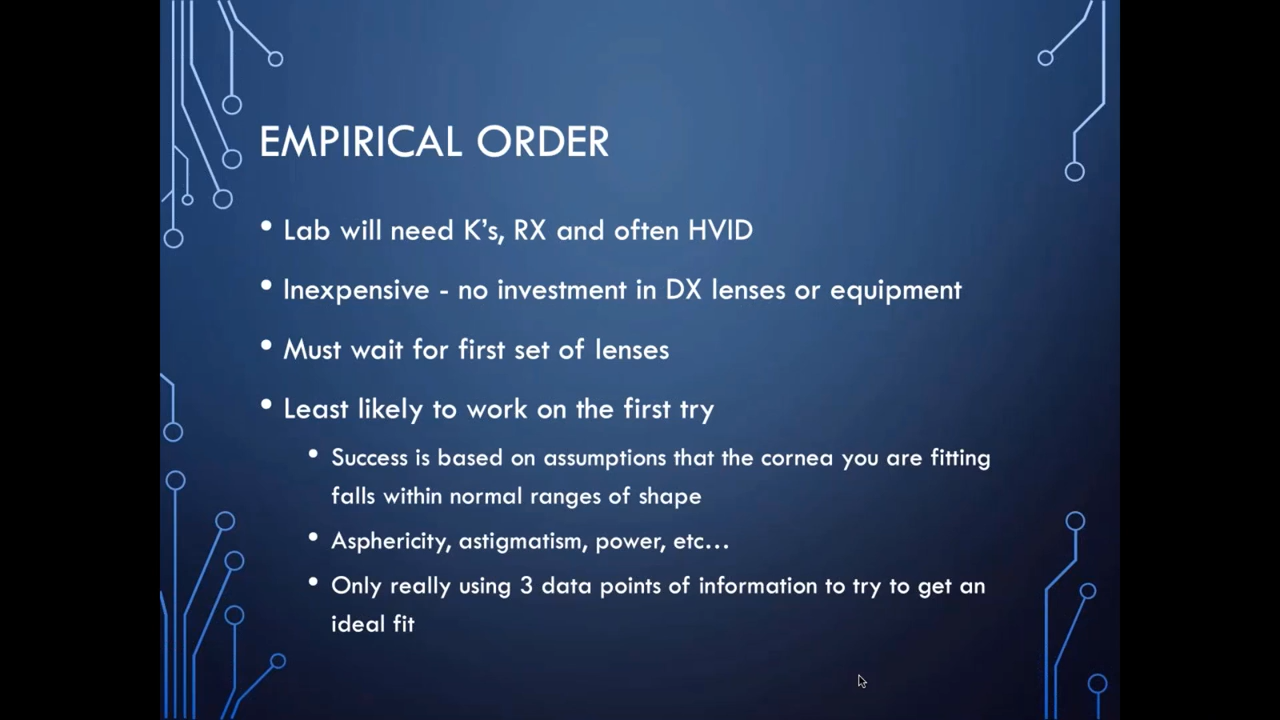 EMPIRICAL ORDER
• Lab will need K’s, RX and often HVID
• Inexpensive - no investment in DX lenses or equipment
• Must wait for first set of lenses
• Least likely to work on the first try
• Success is based on assumptions that the cornea you are fitting
falls within normal ranges of shape
• Asphericity, astigmatism, power, etc…
• Only really using 3 data points of information to try to get an
ideal fit